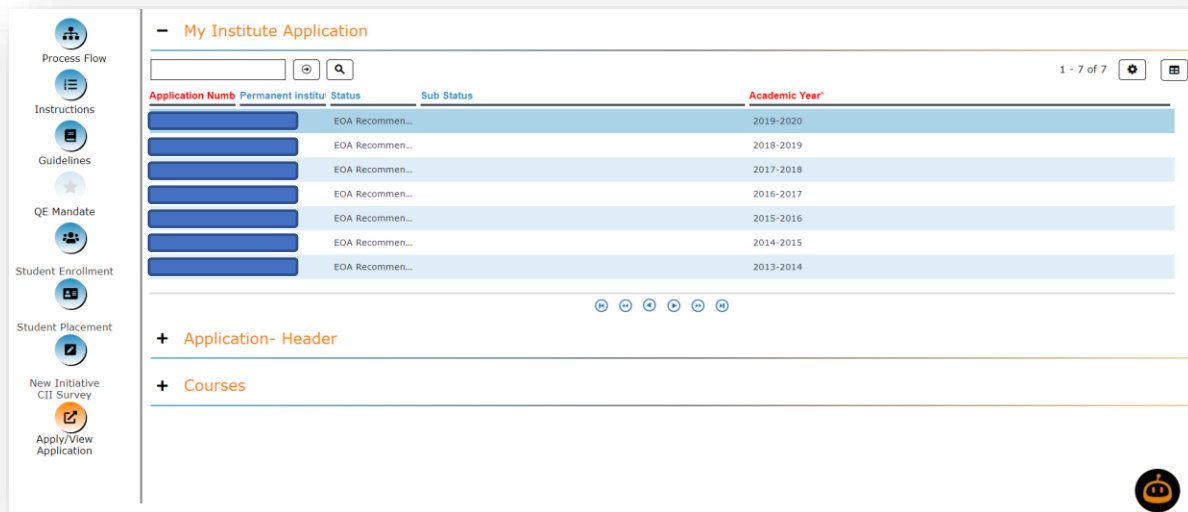 Process Flow
Instructions
Guidelines
QE Mandate
Student Enrollment
Student Placement
New Initiative
CII Survey
Apply/View
Application
− My Institute Application
1 - 7 of 7
Application Numb Permanent institu Status Sub Status Academic Year*
EOA Recommen... 2019-2020
EOA Recommen... 2018-2019
EOA Recommen... 2017-2018
EOA Recommen... 2016-2017
EOA Recommen... 2015-2016
EOA Recommen... 2014-2015
EOA Recommen... 2013-2014
+ Application- Header
+ Courses